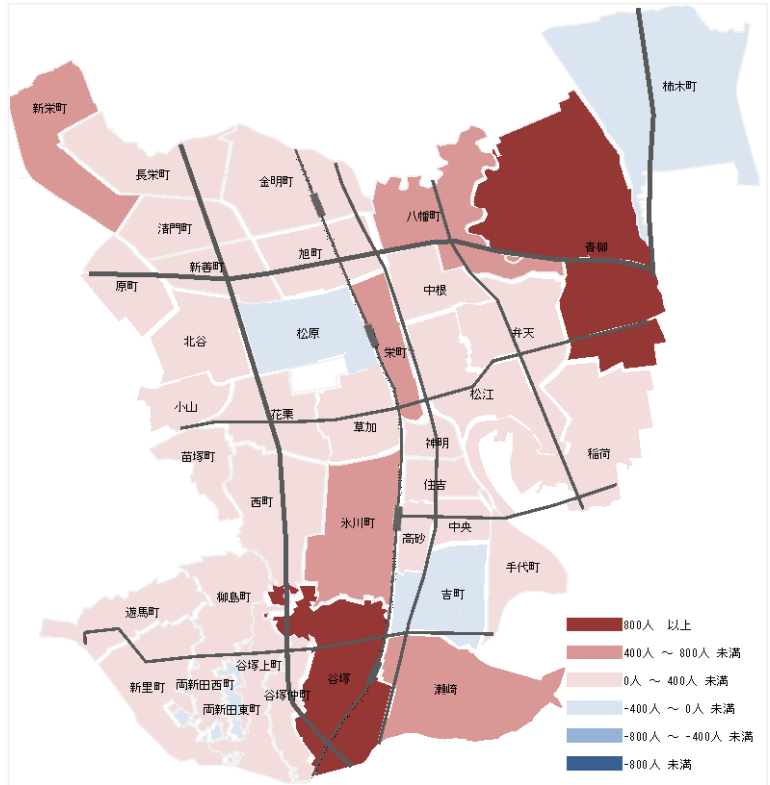 柿木町
新栄町
長栄町
金明町
八幡町
清門町
青柳
旭町
新善町
原町
中根
松原
弁天
北谷
栄町
松江
小山
花栗
草加
神明
苗塚町
稲荷
住吉
西町
氷川町
中央
高砂
手代町
吉町
柳島町
遊馬町
谷塚上町
谷塚
新里町
両新田西町
谷塚仲町
両新田東町
瀬崎
800人 以上
400人 ～ 800人 未満
0人 ～ 400人 未満
-400人 ～ 0人 未満
-800人 ～ -400人 未満
-800人 未満